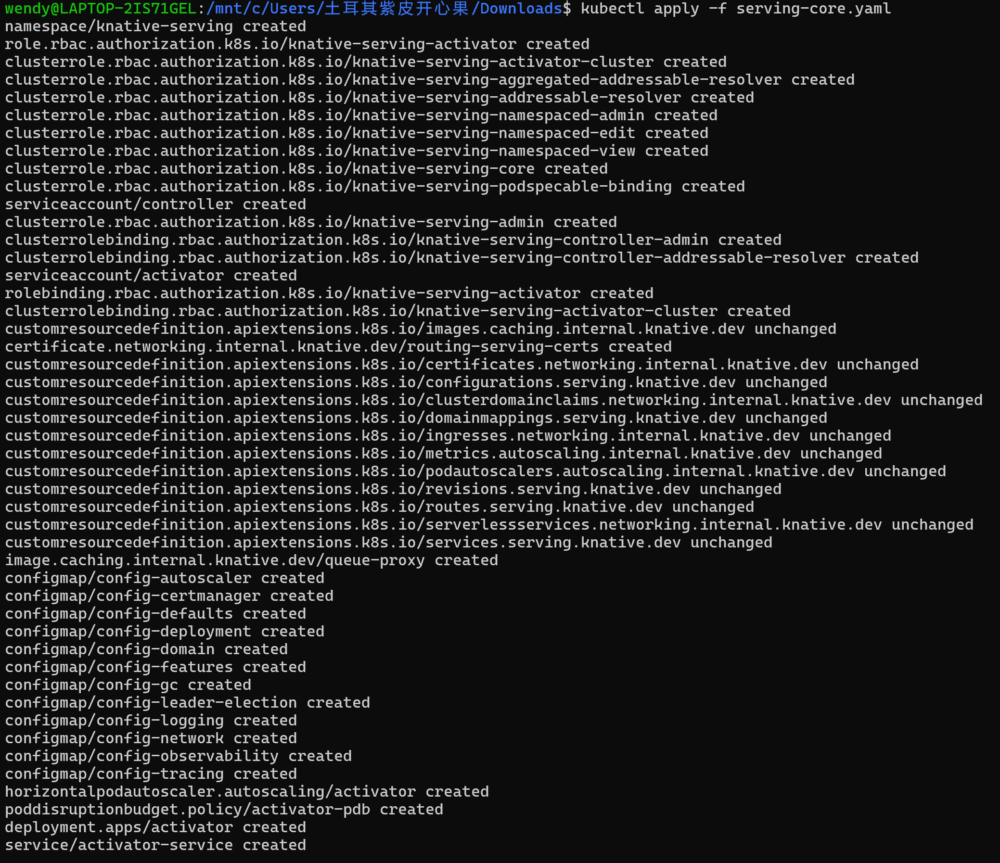 wendy@LAPTOP-2IS71GEL:/mnt/c/Users/土耳其紫皮开心果/Downloads$ kubectl apply -f serving-core.yaml
namespace/knative-serving created
role.rbac.authorization.k8s.io/knative-serving-activator created
clusterrole.rbac.authorization.k8s.io/knative-serving-activator-cluster created
clusterrole.rbac.authorization.k8s.io/knative-serving-aggregated-addressable-resolver created
clusterrole.rbac.authorization.k8s.io/knative-serving-addressable-resolver created
clusterrole.rbac.authorization.k8s.io/knative-serving-namespaced-admin created
clusterrole.rbac.authorization.k8s.io/knative-serving-namespaced-edit created
clusterrole.rbac.authorization.k8s.io/knative-serving-namespaced-view created
clusterrole.rbac.authorization.k8s.io/knative-serving-core created
clusterrole.rbac.authorization.k8s.io/knative-serving-podspecable-binding created
serviceaccount/controller created
clusterrole.rbac.authorization.k8s.io/knative-serving-admin created
clusterrolebinding.rbac.authorization.k8s.io/knative-serving-controller-admin created
clusterrolebinding.rbac.authorization.k8s.io/knative-serving-controller-addressable-resolver created
serviceaccount/activator created
rolebinding.rbac.authorization.k8s.io/knative-serving-activator created
clusterrolebinding.rbac.authorization.k8s.io/knative-serving-activator-cluster created
customresourcedefinition.apiextensions.k8s.io/images.caching.internal.knative.dev unchanged
certificate.networking.internal.knative.dev/routing-serving-certs created
customresourcedefinition.apiextensions.k8s.io/certificates.networking.internal.knative.dev unchanged
customresourcedefinition.apiextensions.k8s.io/configurations.serving.knative.dev unchanged
customresourcedefinition.apiextensions.k8s.io/clusterdomainclaims.networking.internal.knative.dev unchanged
customresourcedefinition.apiextensions.k8s.io/domainmappings.serving.knative.dev unchanged
customresourcedefinition.apiextensions.k8s.io/ingresses.networking.internal.knative.dev unchanged
customresourcedefinition.apiextensions.k8s.io/metrics.autoscaling.internal.knative.dev unchanged
customresourcedefinition.apiextensions.k8s.io/podautoscalers.autoscaling.internal.knative.dev unchanged
customresourcedefinition.apiextensions.k8s.io/revisions.serving.knative.dev unchanged
customresourcedefinition.apiextensions.k8s.io/routes.serving.knative.dev unchanged
customresourcedefinition.apiextensions.k8s.io/serverlessservices.networking.internal.knative.dev unchanged
customresourcedefinition.apiextensions.k8s.io/services.serving.knative.dev unchanged
image.caching.internal.knative.dev/queue-proxy created
configmap/config-autoscaler created
configmap/config-certmanager created
configmap/config-defaults created
configmap/config-deployment created
configmap/config-domain created
configmap/config-features created
configmap/config-gc created
configmap/config-leader-election created
configmap/config-logging created
configmap/config-network created
configmap/config-observability created
configmap/config-tracing created
horizontalpodautoscaler.autoscaling/activator created
poddisruptionbudget.policy/activator-pdb created
deployment.apps/activator created
service/activator-service created